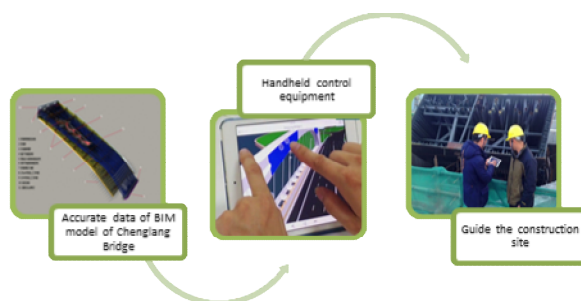 Handheld control
equipment
Accurate data of BIM
model of Chenglang
Bridge
Guide the construction
site